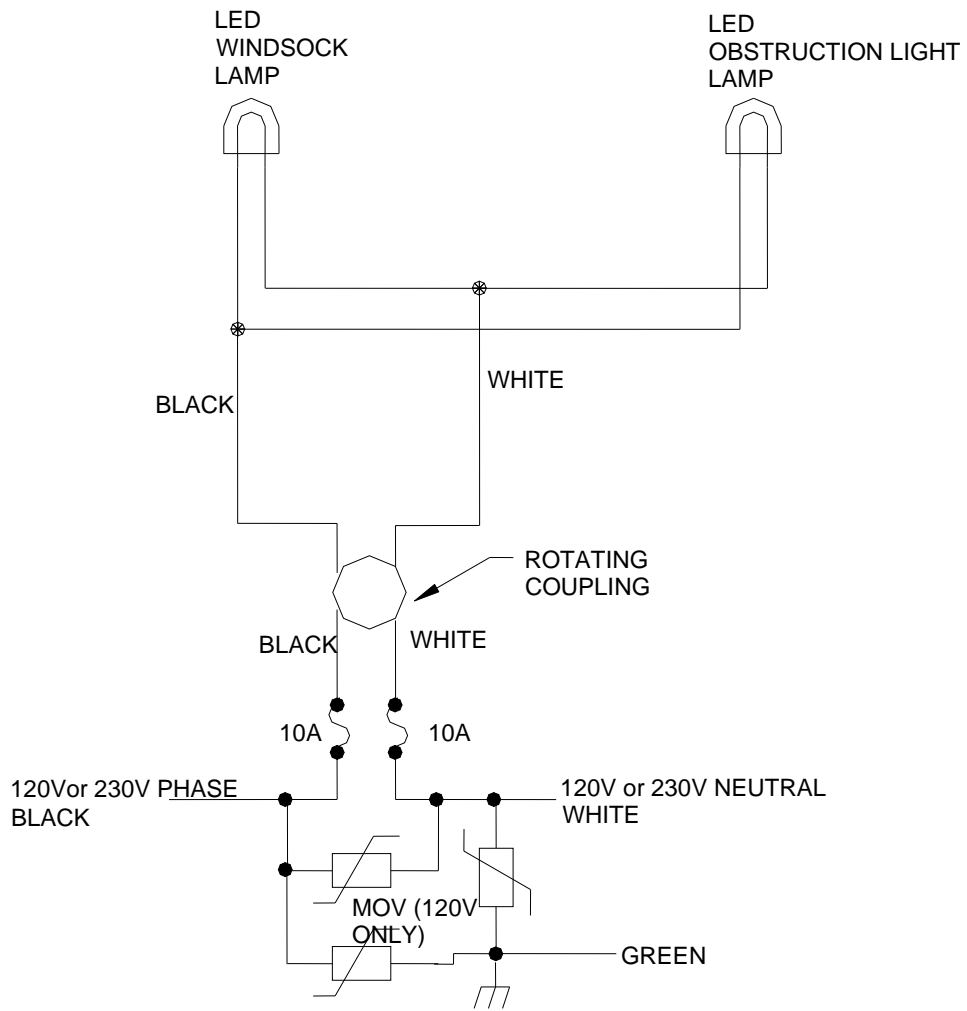 LED
WINDSOCK
LAMP
LED
OBSTRUCTION LIGHT
LAMP
WHITE
BLACK
ROTATING
COUPLING
BLACK
WHITE
10A
10A
120Vor 230V PHASE
BLACK
120V or 230V NEUTRAL
WHITE
MOV (120V
ONLY)
GREEN